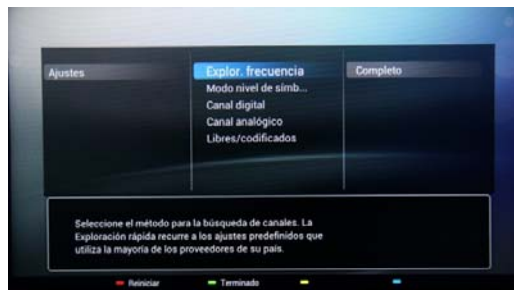 Ajustes
Explor. frecuencia
Completo
Modo nivel de símb...
Canal digital
Canal analógico
Libres/codificados
Seleccione el método para la búsqueda de canales. La
Exploración rápida recurre a los ajustes predefinidos que
utiliza la mayoría de los proveedores de su país.
Reiniciar
Terminado